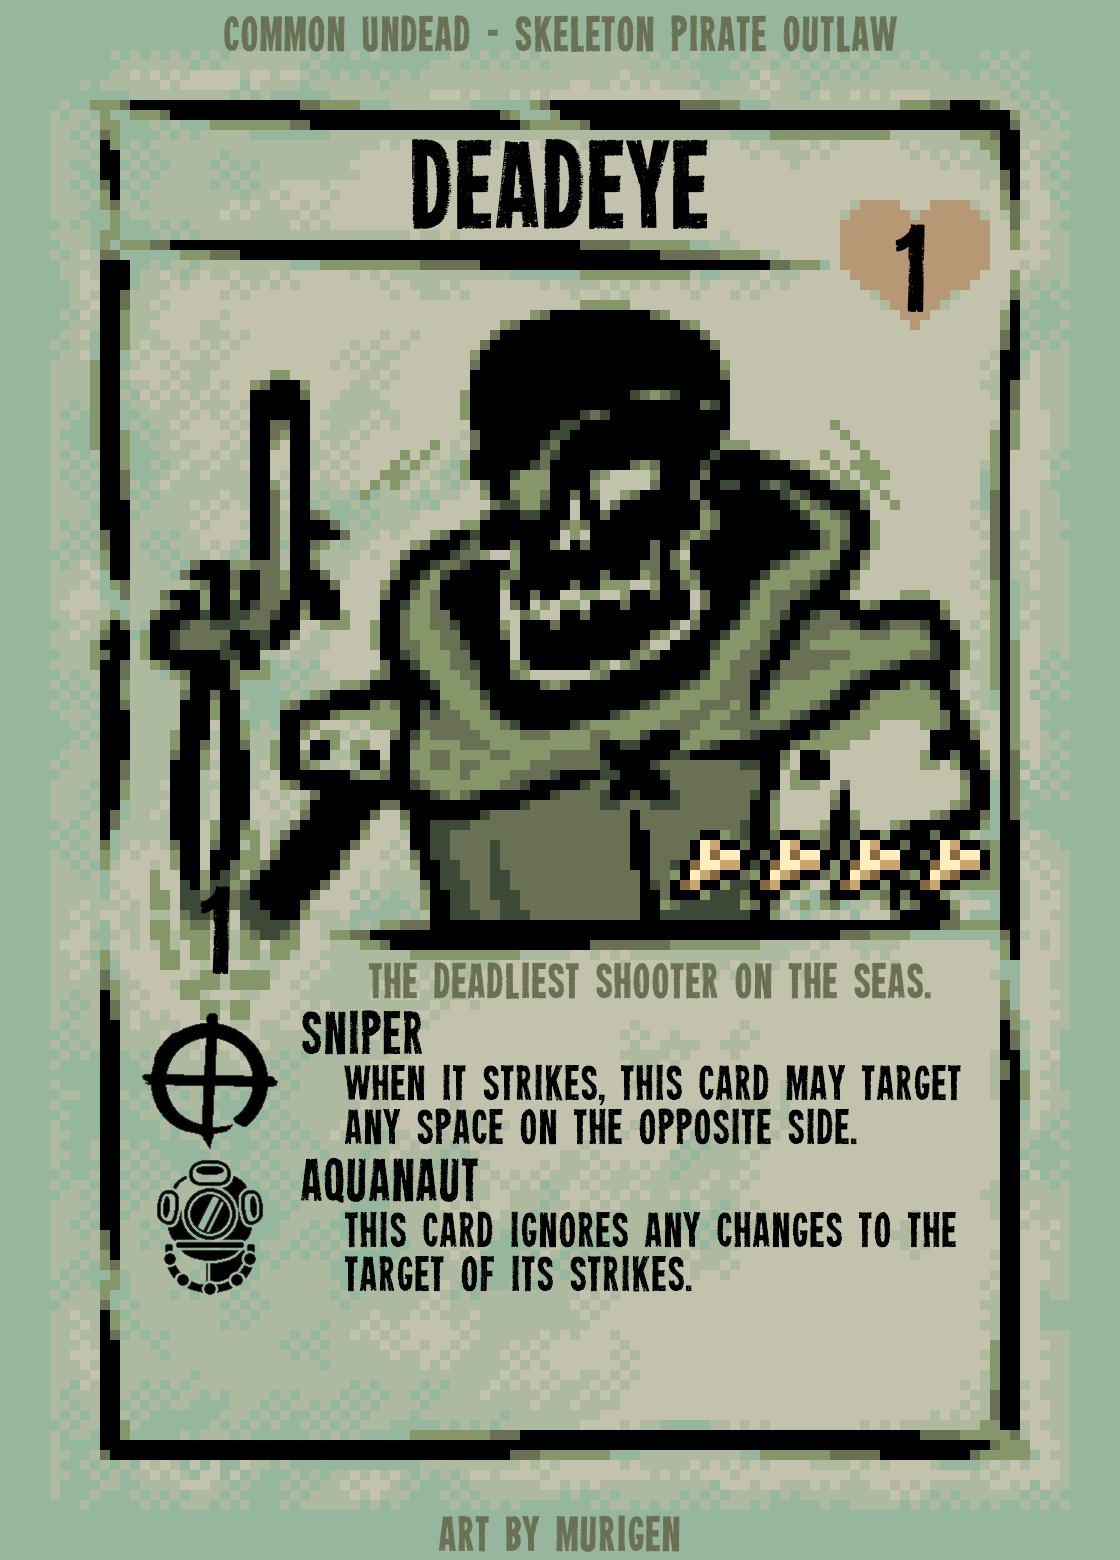 COMMON UNDEAD - SKELETON PIRATE OUTLAW
DEADEYE
1
1
THE DEADLIEST SHOOTER ON THE SEAS.
SNIPER
WHEN IT STRIKES, THIS CARD MAY TARGET
ANY SPACE ON THE OPPOSITE SIDE.
AQUANAUT
THIS CARD IGNORES ANY CHANGES TO THE
TARGET OF ITS STRIKES.
ART BY MURIGEN